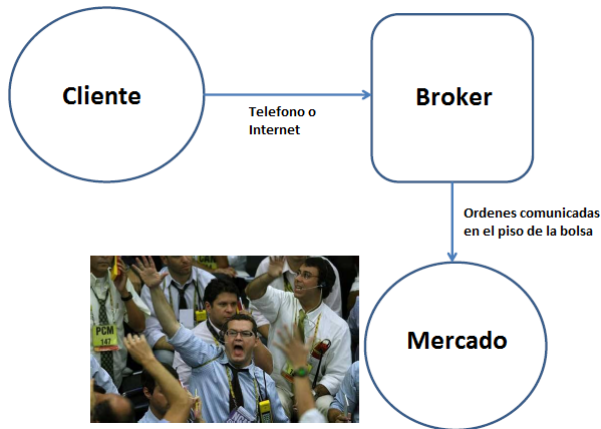 Cliente
Telefono o
Internet
Broker
Ordenes comunicadas
en el piso de la bolsa
Mercado
PCM
147